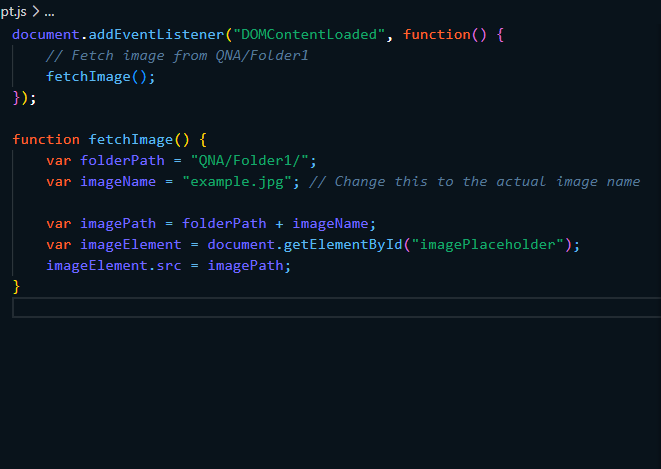 pt.js > ...
document.addEventListener("DOMContentLoaded", function() {
    // Fetch image from QNA/Folder1
    fetchImage();
});

function fetchImage() {
    var folderPath = "QNA/Folder1/";
    var imageName = "example.jpg"; // Change this to the actual image name

    var imagePath = folderPath + imageName;
    var imageElement = document.getElementById("imagePlaceholder");
    imageElement.src = imagePath;
}